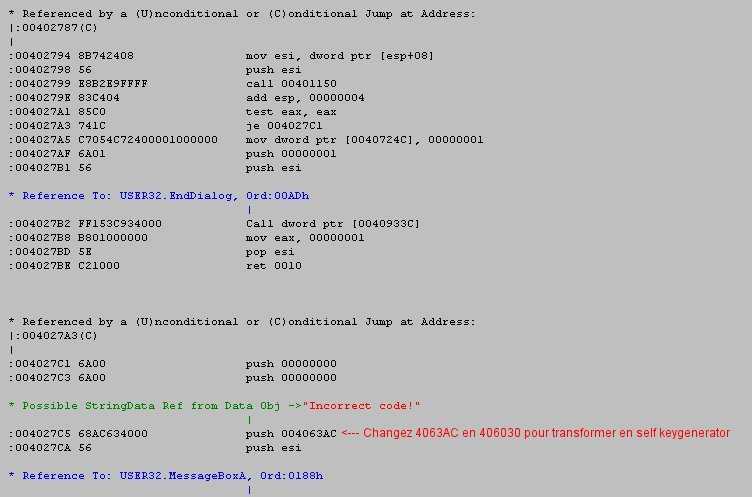 * Referenced by a (U)nconditional or (C)onditional Jump at Address:
|:00402787(C)
|
:00402794 8B742408 mov esi, dword ptr [esp+08]
:00402798 56 push esi
:00402799 E8B2E9FFFF call 00401150
:0040279E 83C404 add esp, 00000004
:004027A1 85C0 test eax, eax
:004027A3 741C je 004027C1
:004027A5 C7054C72400001000000 mov dword ptr [0040724C], 00000001
:004027AF 6A01 push 00000001
:004027B1 56 push esi
* Reference To: USER32.EndDialog, Ord:00ADh
|
:004027B2 FF153C934000 Call dword ptr [0040933C]
:004027B8 B801000000 mov eax, 00000001
:004027BD 5E pop esi
:004027BE C21000 ret 0010
* Referenced by a (U)nconditional or (C)onditional Jump at Address:
|:004027A3(C)
|
:004027C1 6A00 push 00000000
:004027C3 6A00 push 00000000
* Possible StringData Ref from Data Obj ->"Incorrect code!"
|
:004027C5 68AC634000 push 004063AC <--- Changez 4063AC en 406030 pour transformer en self keygenerator
:004027CA 56 push esi
* Reference To: USER32.MessageBoxA, Ord:0188h
|